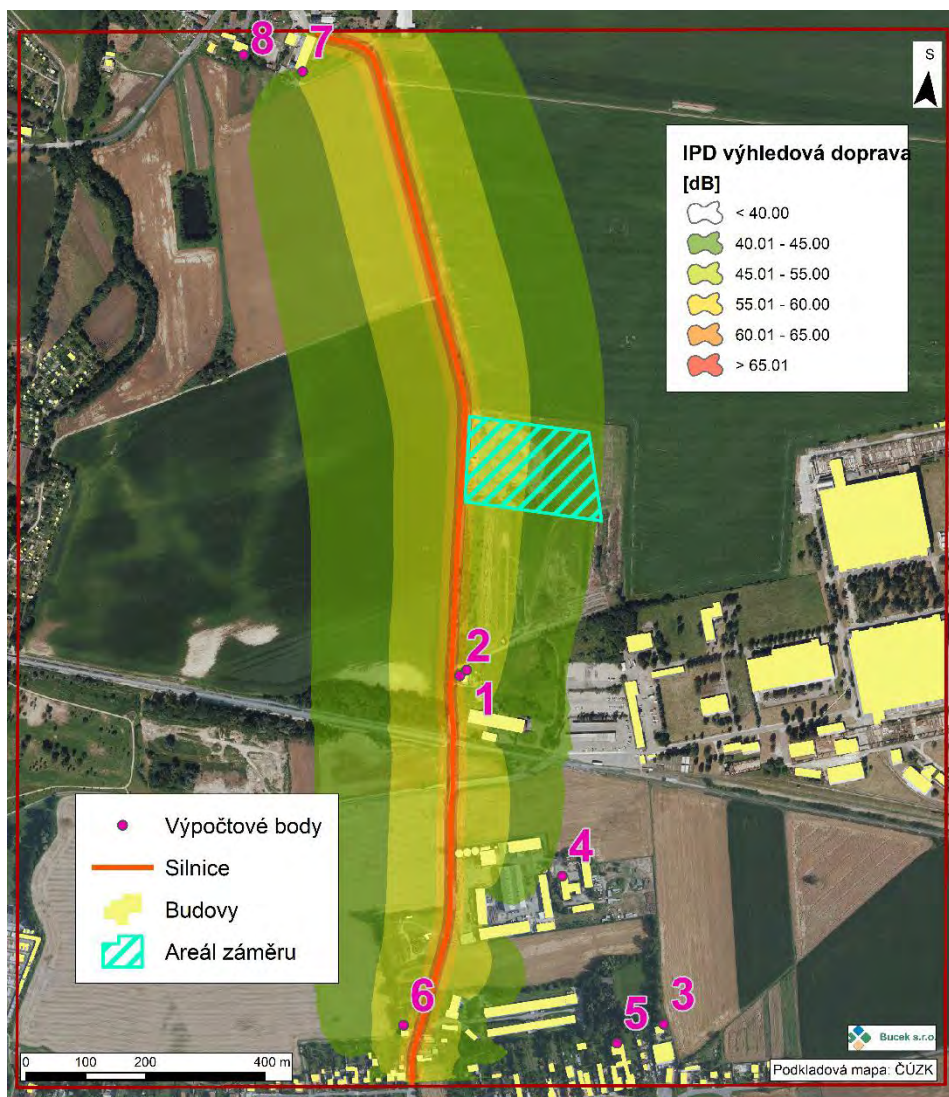 8
7
S
IPD výhledová doprava
[dB]
< 40.00
40.01 - 45.00
45.01 - 55.00
55.01 - 60.00
60.01 - 65.00
> 65.01
2
1
Výpočtové body
Silnice
Budovy
Areál záměru
4
6
5
3
0 100 200 400 m
Bucek s.r.o.
Podkladová mapa: ČÚZK